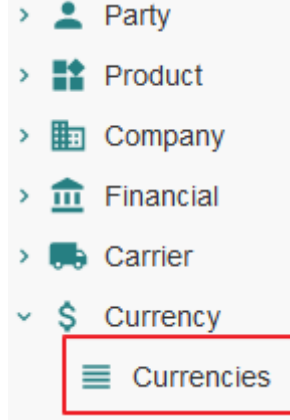 Party
Product
Company
Financial
Carrier
Currency
Currencies